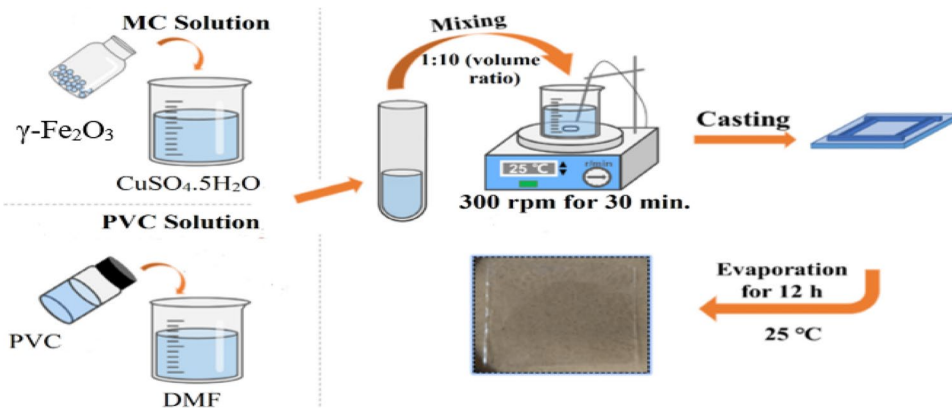 MC Solution
γ-Fe₂O₃
CuSO₄.5H₂O
PVC Solution
PVC
DMF
Mixing
1:10 (volume
ratio)
25 ℃
r/min
300 rpm for 30 min.
Casting
Evaporation
for 12 h
25 ℃